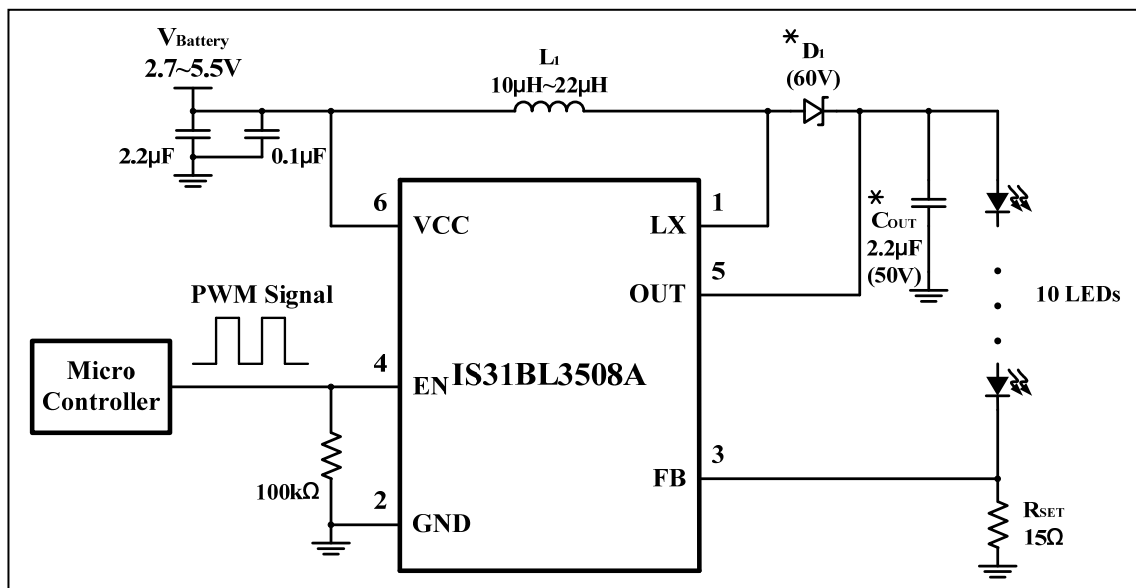 VBattery
2.7~5.5V
L1
10µH~22µH
*D1
(60V)
2.2µF
0.1µF
6
VCC
LX
1
*COUT
2.2µF
(50V)
5
OUT
10 LEDs
PWM Signal
Micro
Controller
4
EN
IS31BL3508A
3
FB
100kΩ
2
GND
RSET
15Ω